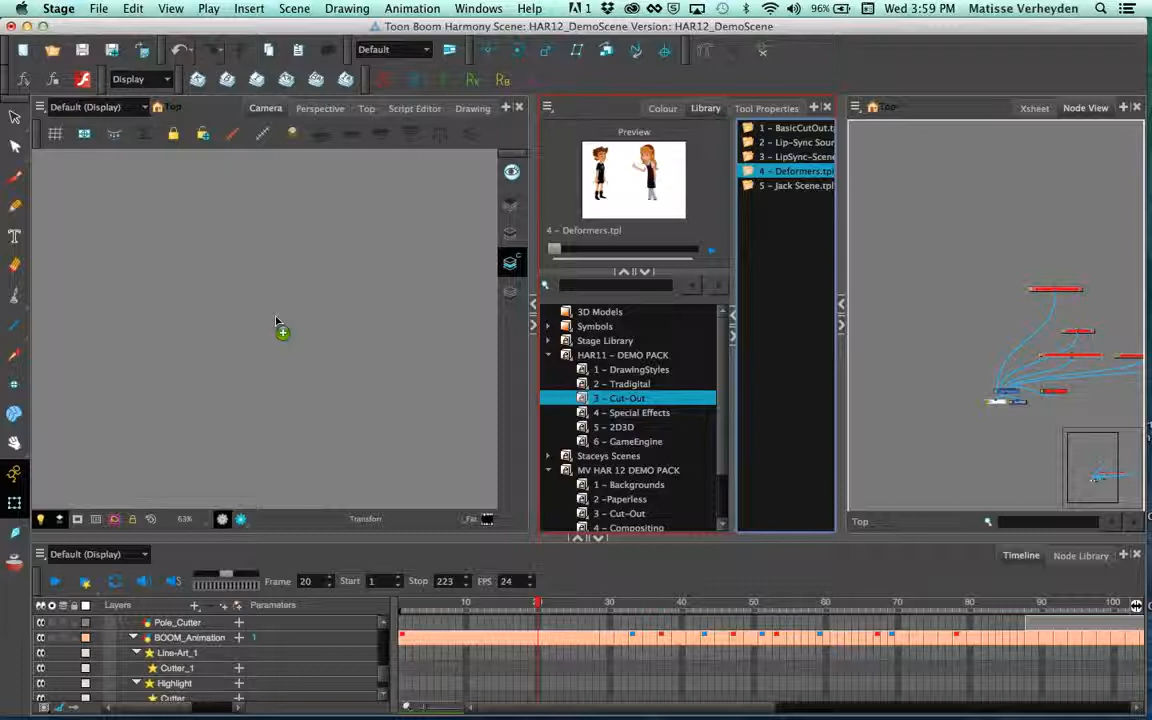 Stage File Edit View Play Insert Scene Drawing Animation Windows Help 1 96% Wed 3:59 PM Matisse Verheyden
Toon Boom Harmony Scene: HAR12_DemoScene Version: HAR12_DemoScene
Default
Display
Default (Display) Top Camera Perspective Top Script Editor Drawing
Colour Library Tool Properties
Top Xsheet Node View
Preview
4 - Deformers.tpl
1 - BasicCutOut.t
2 - Lip-Sync Sour
3 - LipSync-Scene
4 - Deformers.tpl
5 - Jack Scene.tpl
3D Models
Symbols
Stage Library
HAR11 - DEMO PACK
1 - DrawingStyles
2 - Tradigital
3 - Cut-Out
4 - Special Effects
5 - 2D3D
6 - GameEngine
Staceys Scenes
MV HAR 12 DEMO PACK
1 - Backgrounds
2 -Paperless
3 - Cut-Out
4 - Compositing
63% Transforn
Top
Default (Display) Timeline Node Library
Frame 20 Start 1 Stop 223 FPS 24
Layers Parameters 10 20 30 40 50 60 70 80 90 100
Pole_Cutter
BOOM_Animation 1
Line-Art_1
Cutter_1
Highlight
Cutter